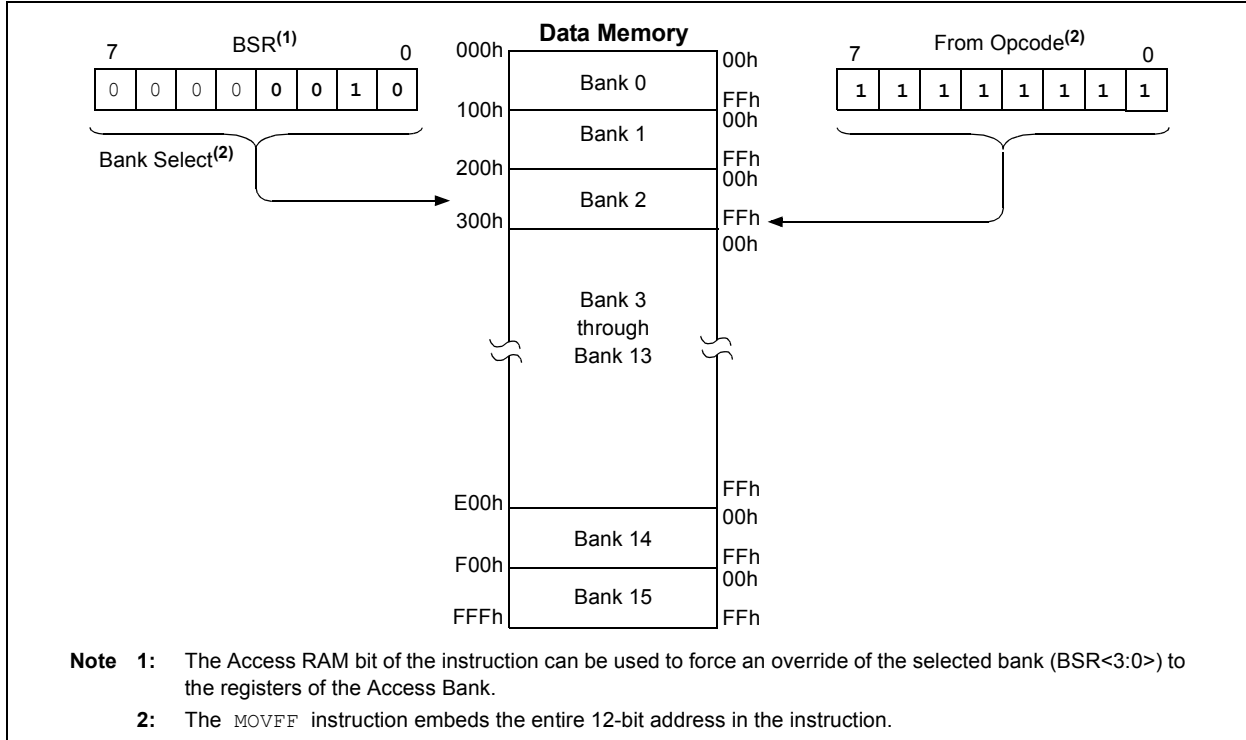 Data Memory
7 BSR(1) 0
0 0 0 0 0 0 1 0
Bank Select(2)
7 From Opcode(2) 0
1 1 1 1 1 1 1 1
000h Bank 0 00h
FFh
100h Bank 1 00h
FFh
200h Bank 2 00h
FFh
300h 00h
Bank 3
through
Bank 13
FFh
E00h Bank 14 00h
FFh
F00h Bank 15 00h
FFFh FFh
Note 1: The Access RAM bit of the instruction can be used to force an override of the selected bank (BSR<3:0>) to
the registers of the Access Bank.
2: The MOVFF instruction embeds the entire 12-bit address in the instruction.